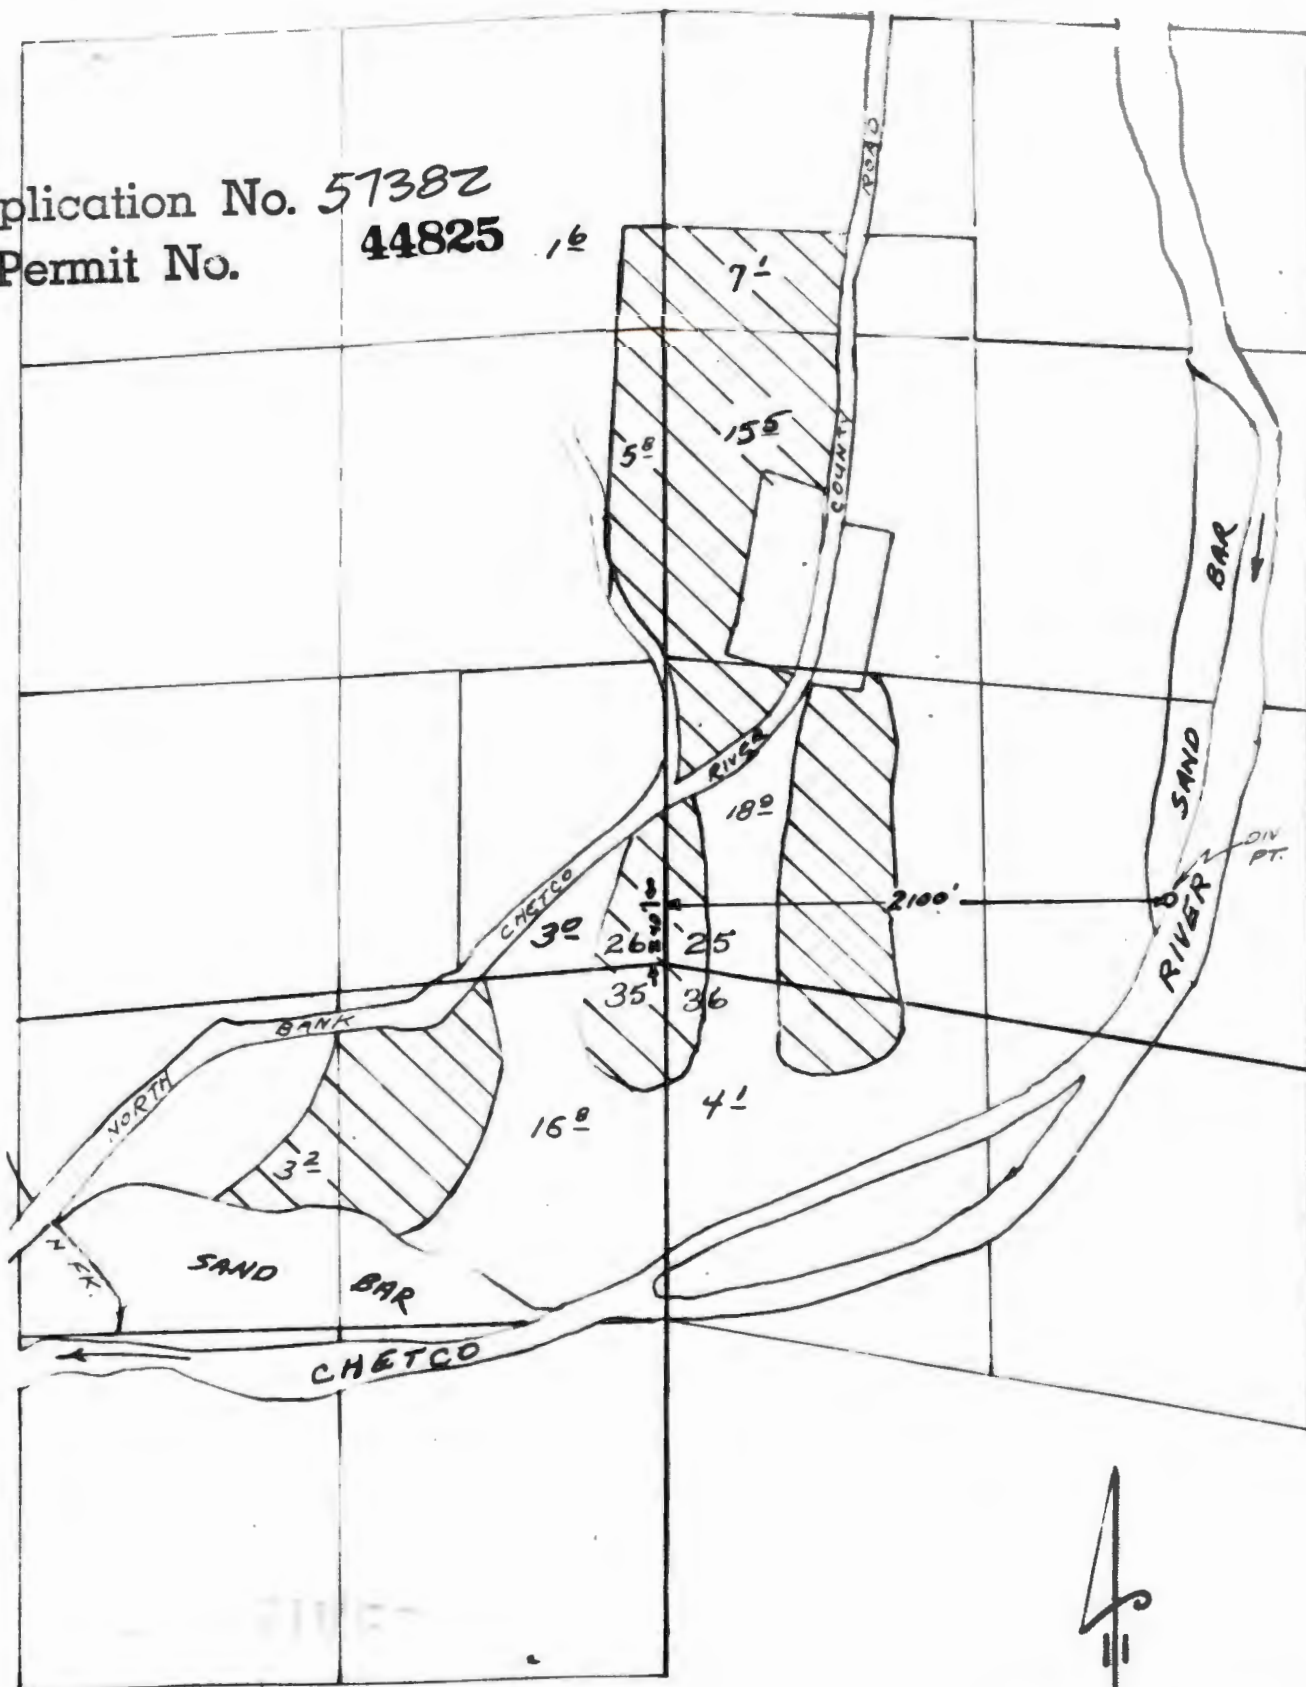 plication No. 57382
Permit No. 44825
1 6
7 1
ROAD
5 8
15 5
COUNTY
BAR
SAND
RIVER
18 9
DIV
PT.
2100'
CHETCO
3 0
26 25
35 36
RIVER
BANK
NORTH
4 1
16 8
3 2
N FK.
SAND BAR
CHETCO